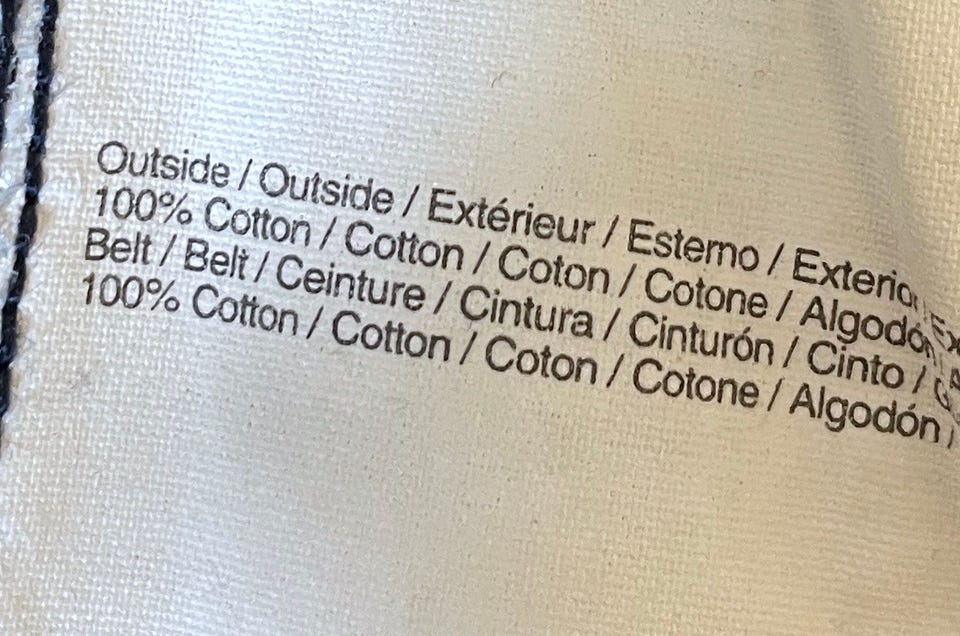 Outside / Outside / Extérieur / Esterno / Exterior /
100% Cotton / Cotton / Coton / Cotone / Algodón /
Belt / Belt / Ceinture / Cintura / Cinturón / Cinto /
100% Cotton / Cotton / Coton / Cotone / Algodón /